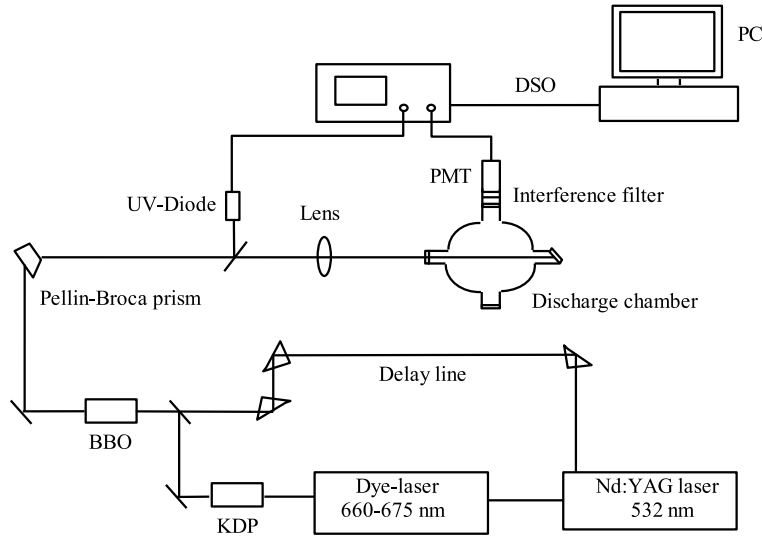 PC
DSO
PMT
Interference filter
UV-Diode
Lens
Pellin-Broca prism
Discharge chamber
Delay line
BBO
Dye-laser
660-675 nm
Nd:YAG laser
532 nm
KDP